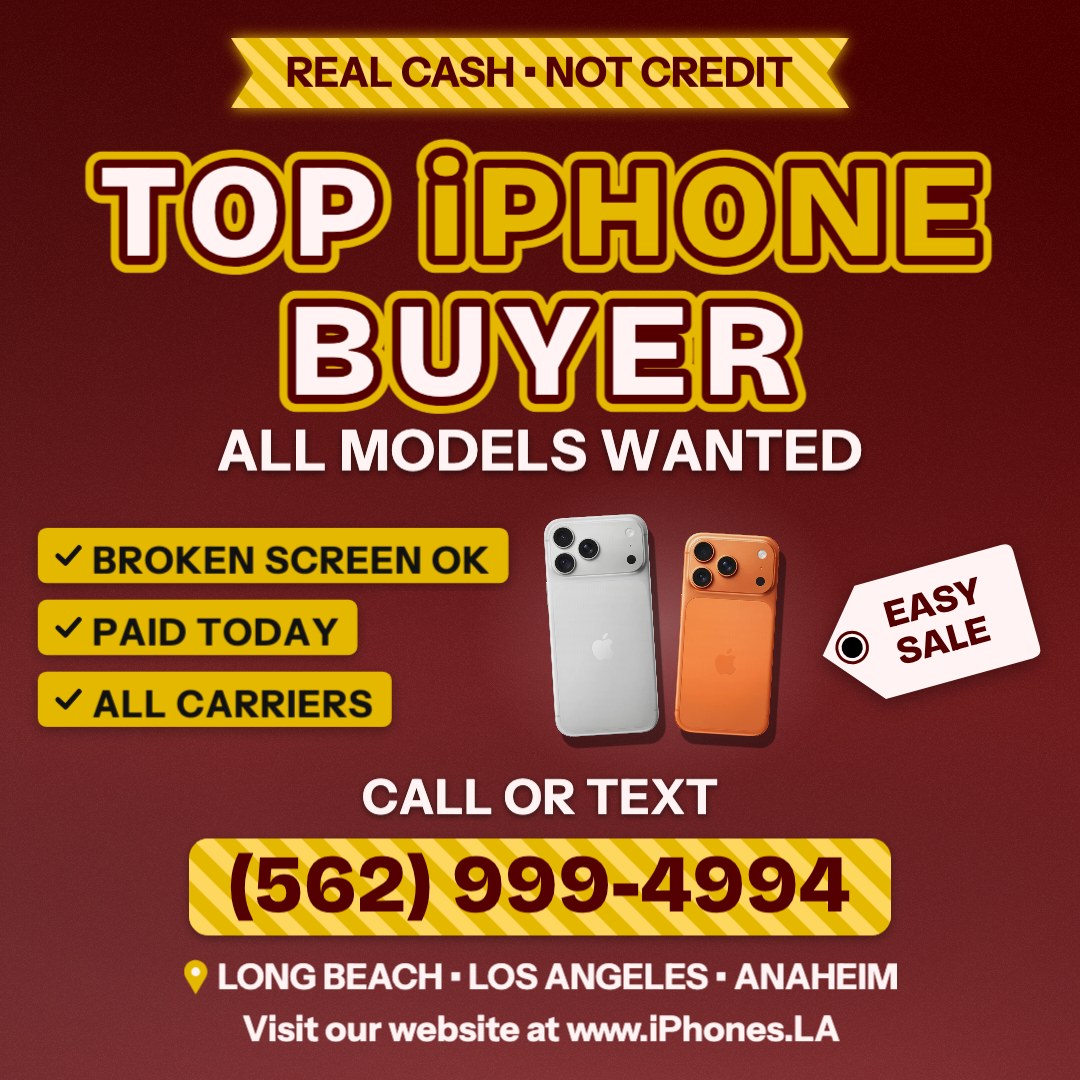 REAL CASH ▪ NOT CREDIT
TOP iPHONE
BUYER
ALL MODELS WANTED
✓ BROKEN SCREEN OK
✓ PAID TODAY
✓ ALL CARRIERS
EASY
SALE
CALL OR TEXT
(562) 999-4994
LONG BEACH ▪ LOS ANGELES ▪ ANAHEIM
Visit our website at www.iPhones.LA